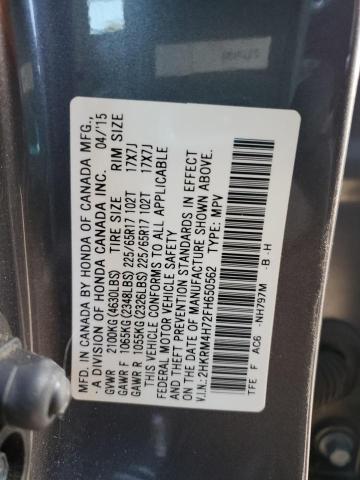 MFD. IN CANADA BY HONDA OF CANADA MFG.,
- A DIVISION OF HONDA CANADA INC. 04/15
GVWR 2100KG(4630LBS) TIRE SIZE RIM SIZE
GAWR F 1065KG(2348LBS) 225/65R17 102T 17X7J
GAWR R 1055KG(2326LBS) 225/65R17 102T 17X7J
THIS VEHICLE CONFORMS TO ALL APPLICABLE
FEDERAL MOTOR VEHICLE SAFETY
AND THEFT PREVENTION STANDARDS IN EFFECT
ON THE DATE OF MANUFACTURE SHOWN ABOVE.
V.I.N.: 2HKRM4H72FH650562 TYPE: MPV
TFE F AC6 -NH797M -B -H